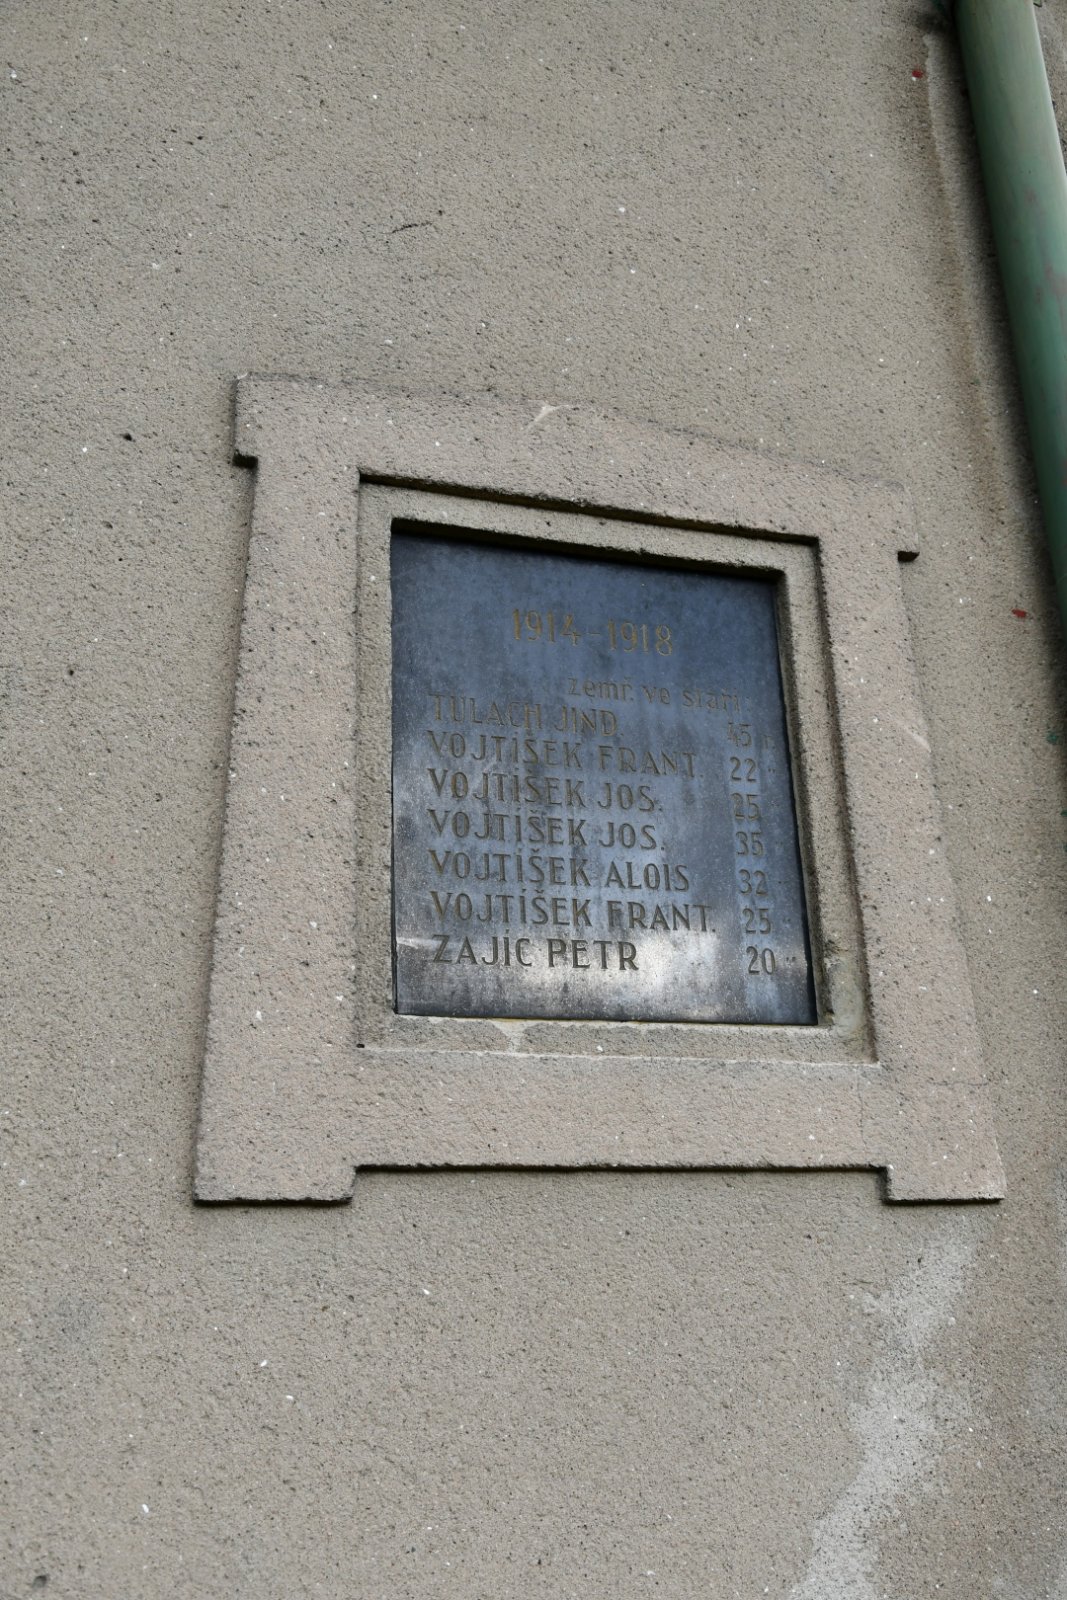 1914-1918
zemř. ve stáří:
TULACH JIND. 45 r.
VOJTÍŠEK FRANT. 22 "
VOJTÍŠEK JOS. 25 "
VOJTÍŠEK JOS. 35 "
VOJTÍŠEK ALOIS 32 "
VOJTÍŠEK FRANT. 25 "
ZAJÍC PETR 20 "